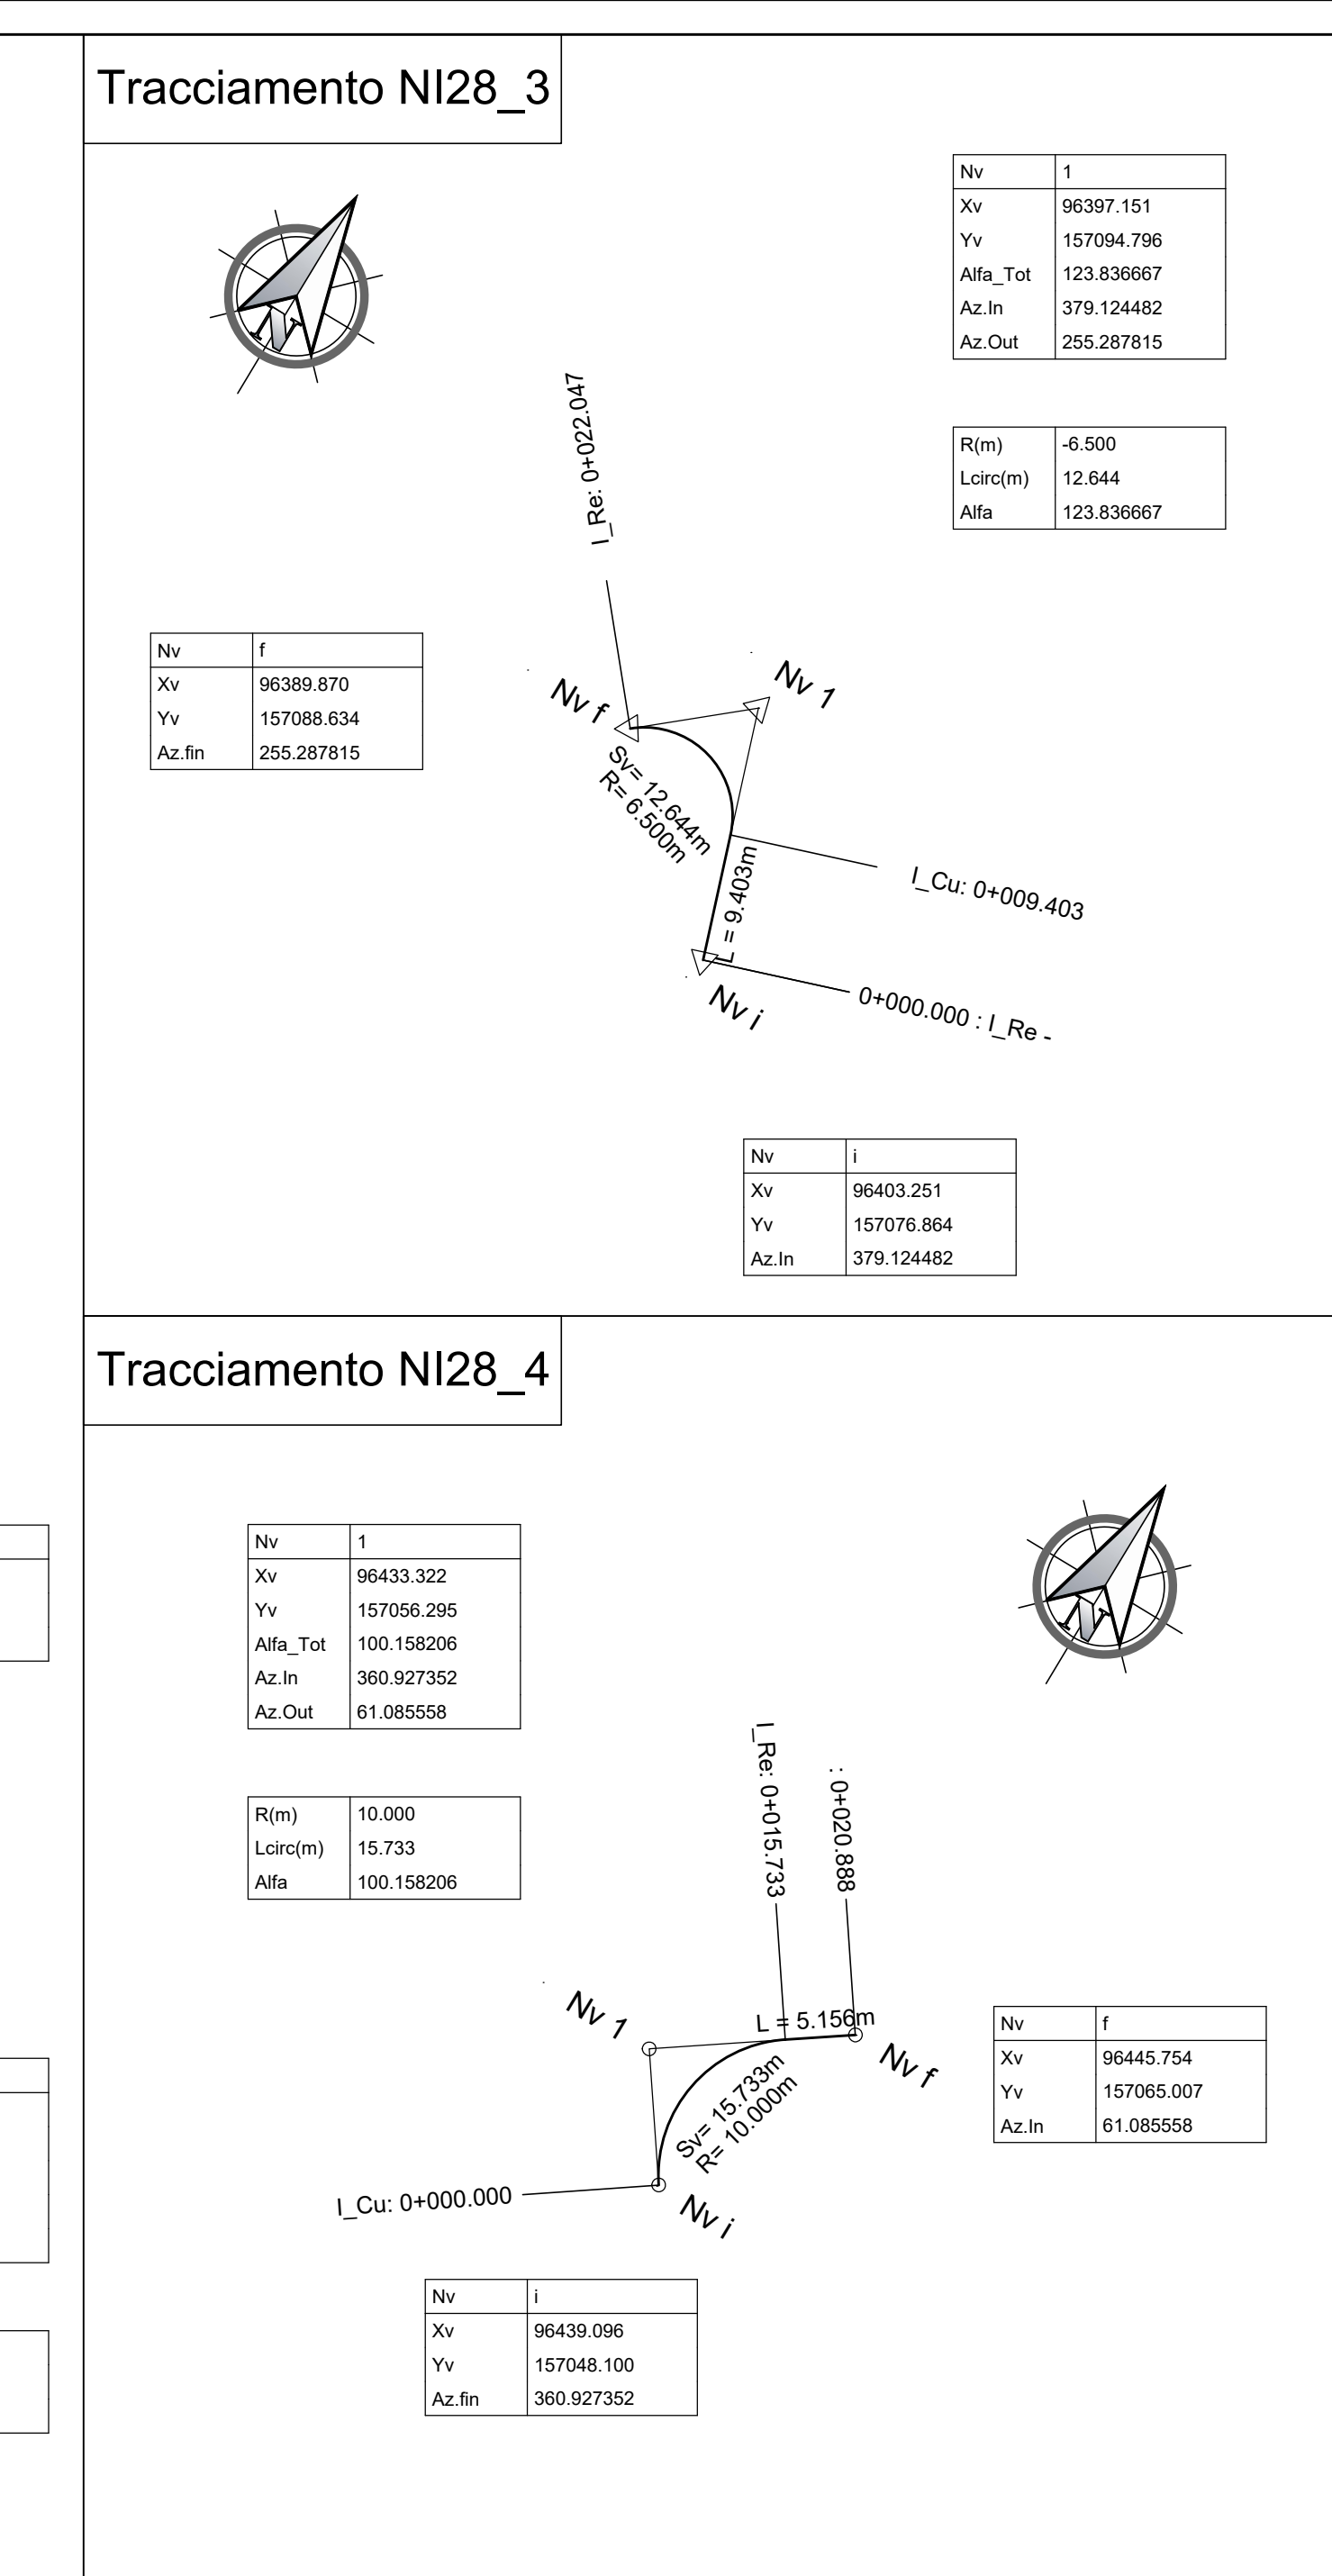 Tracciamento NI28_3
N
Nv 1
Xv 96397.151
Yv 157094.796
Alfa_Tot 123.836667
Az.In 379.124482
Az.Out 255.287815
R(m) -6.500
Lcirc(m) 12.644
Alfa 123.836667
I_Re: 0+022.047
Nv f
Xv 96389.870
Yv 157088.634
Az.fin 255.287815
Nv f
Nv 1
Sv= 12.644m
R= 6.500m
L = 9.403m
I_Cu: 0+009.403
0+000.000 : I_Re -
Nv i
Nv i
Xv 96403.251
Yv 157076.864
Az.In 379.124482
Tracciamento NI28_4
N
Nv 1
Xv 96433.322
Yv 157056.295
Alfa_Tot 100.158206
Az.In 360.927352
Az.Out 61.085558
R(m) 10.000
Lcirc(m) 15.733
Alfa 100.158206
I_Re: 0+015.733
: 0+020.888
Nv 1
L = 5.156m
Nv f
Sv= 15.733m
R= 10.000m
Nv f
Xv 96445.754
Yv 157065.007
Az.In 61.085558
I_Cu: 0+000.000
Nv i
Nv i
Xv 96439.096
Yv 157048.100
Az.fin 360.927352